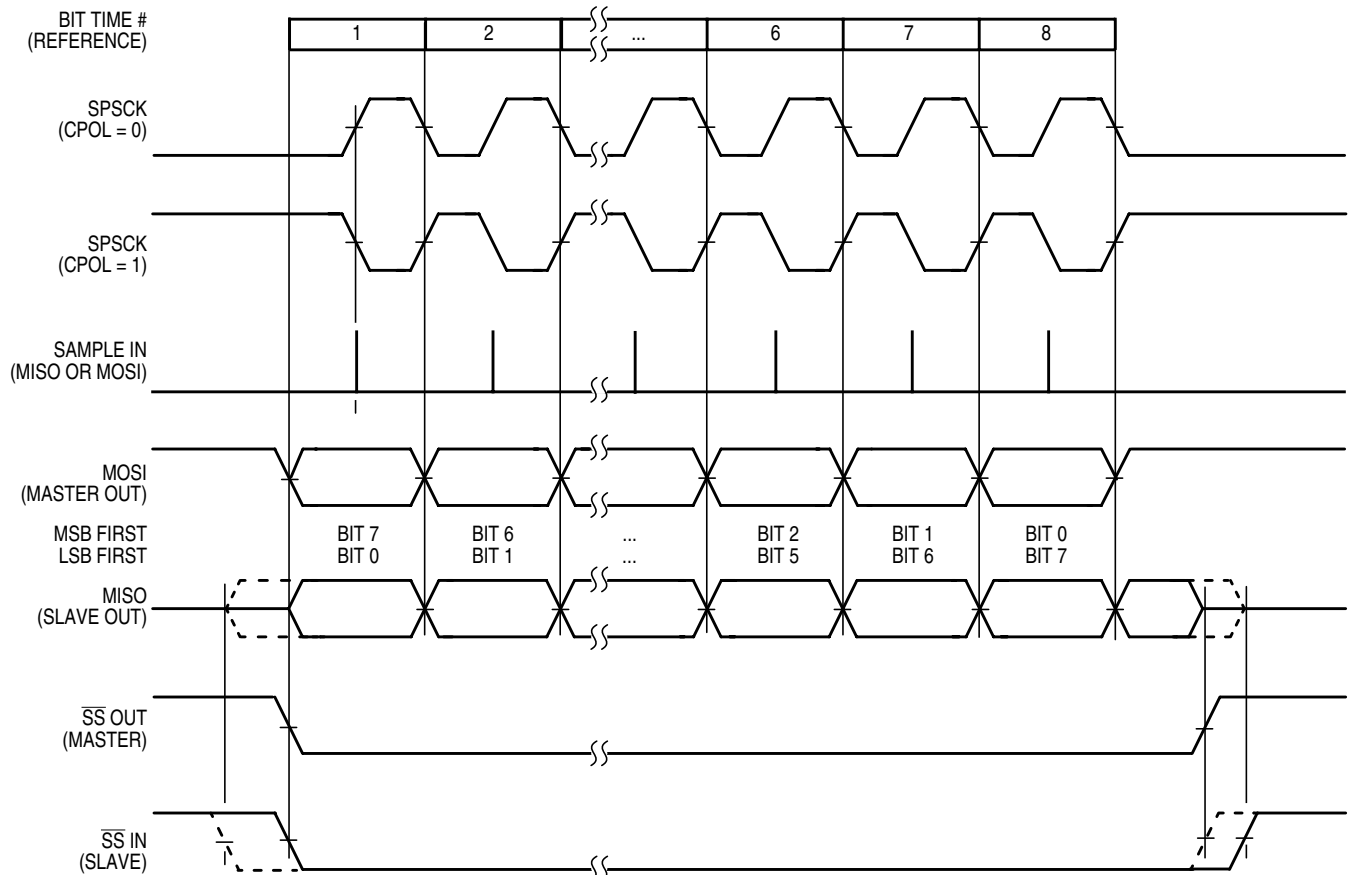 BIT TIME #
(REFERENCE)
1 2 ... 6 7 8
SPSCK
(CPOL = 0)
SPSCK
(CPOL = 1)
SAMPLE IN
(MISO OR MOSI)
MOSI
(MASTER OUT)
MSB FIRST BIT 7 BIT 6 ... BIT 2 BIT 1 BIT 0
LSB FIRST BIT 0 BIT 1 ... BIT 5 BIT 6 BIT 7
MISO
(SLAVE OUT)
S̅S̅ OUT
(MASTER)
S̅S̅ IN
(SLAVE)